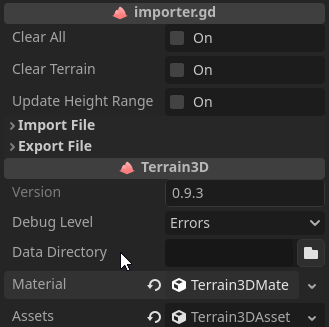 importer.gd
Clear All On
Clear Terrain On
Update Height Range On
Import File
Export File
Terrain3D
Version 0.9.3
Debug Level Errors
Data Directory
Material Terrain3DMate
Assets Terrain3DAsset